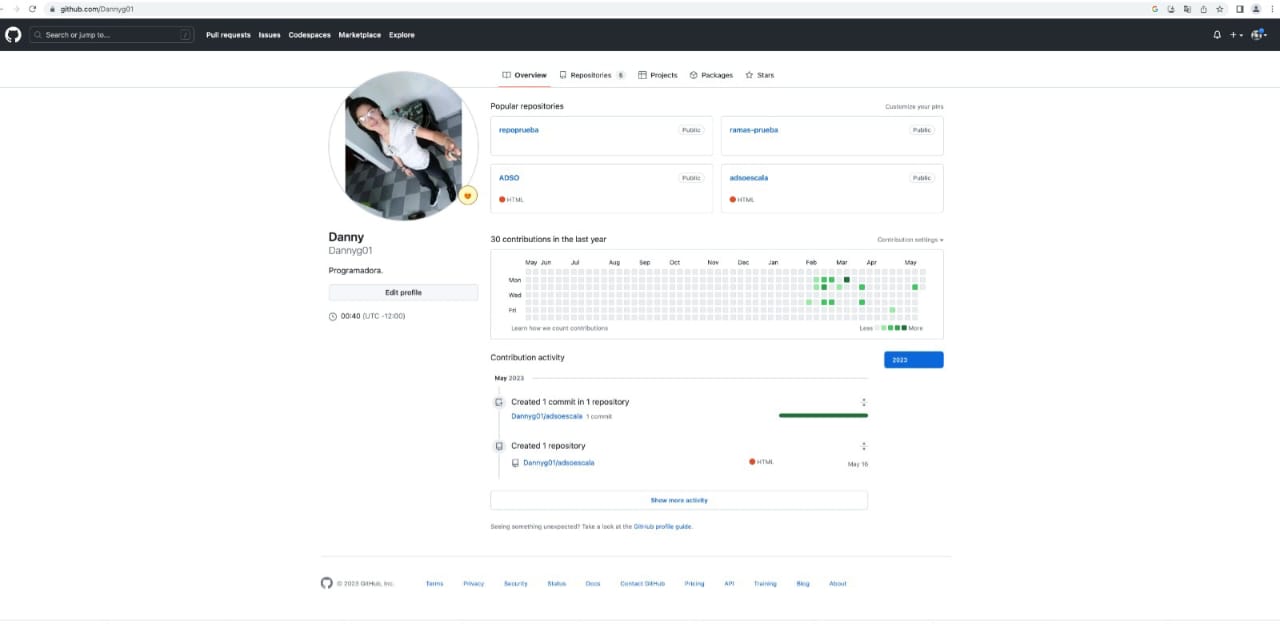 github.com/Dannyg01
Search or jump to... /
Pull requests Issues Codespaces Marketplace Explore
Overview Repositories 6 Projects Packages Stars
Popular repositories Customize your pins
repoprueba Public
ramas-prueba Public
ADSO Public
HTML
adsoescala Public
HTML
Danny
Dannyg01
Programadora.
Edit profile
00:40 (UTC -12:00)
30 contributions in the last year Contribution settings
May Jun Jul Aug Sep Oct Nov Dec Jan Feb Mar Apr May
Mon
Wed
Fri
Learn how we count contributions Less More
Contribution activity 2023
May 2023
Created 1 commit in 1 repository
Dannyg01/adsoescala 1 commit
Created 1 repository
Dannyg01/adsoescala HTML May 16
Show more activity
Seeing something unexpected? Take a look at the GitHub profile guide.
© 2023 GitHub, Inc. Terms Privacy Security Status Docs Contact GitHub Pricing API Training Blog About